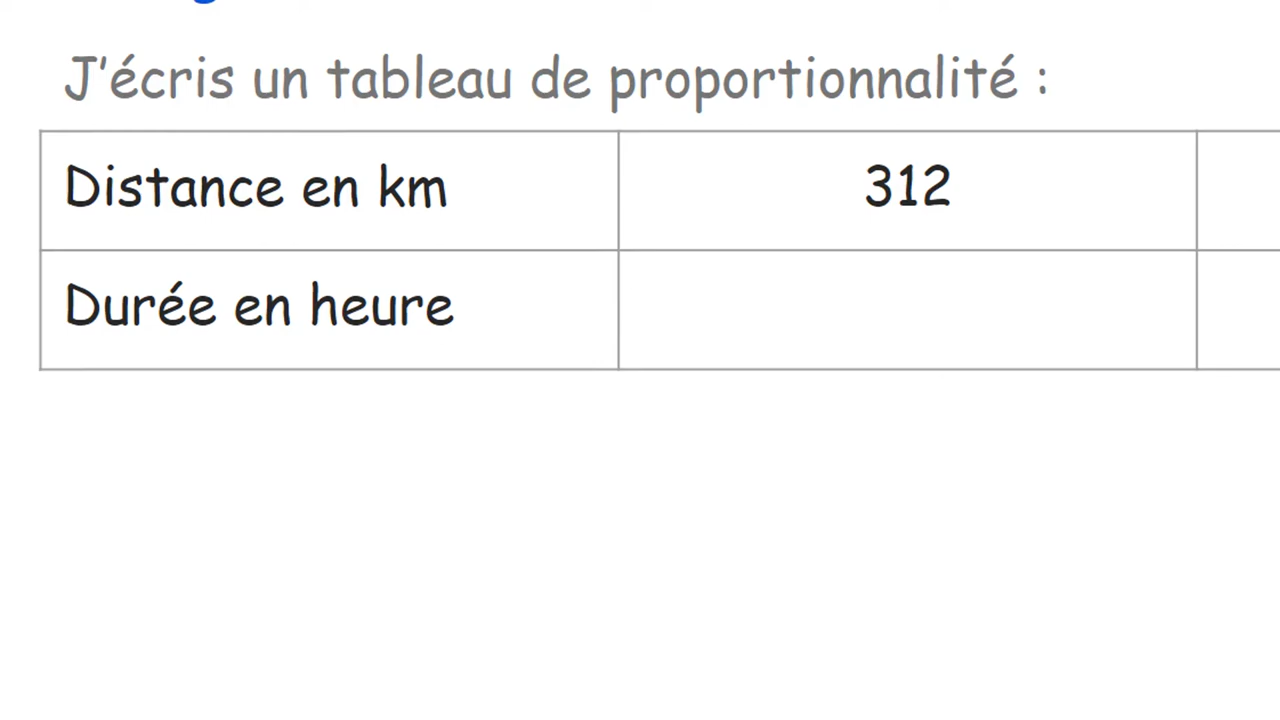 J'écris un tableau de proportionnalité :
Distance en km 312
Durée en heure